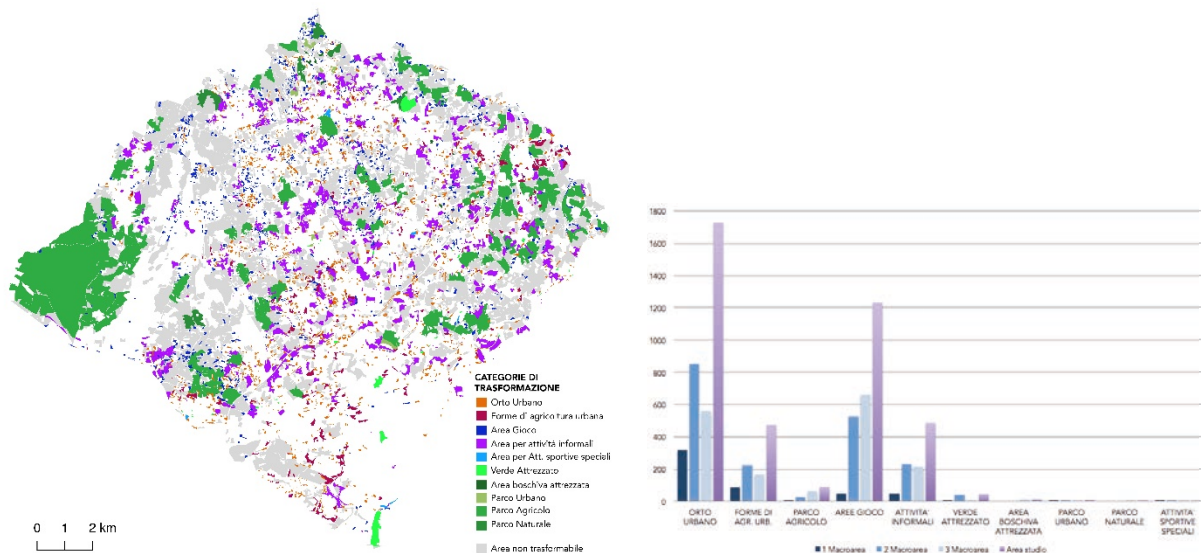 CATEGORIE DI
TRASFORMAZIONE
Orto Urbano
Forme di agricoltura urbana
Area Gioco
Area per attività informali
Area per Att. sportive speciali
Verde Attrezzato
Area boschiva attrezzata
Parco Urbano
Parco Agricolo
Parco Naturale
Area non trasformabile
0 1 2 km
1800
1600
1400
1200
1000
800
600
400
200
0
ORTO
URBANO
FORME DI
AGR. URB.
PARCO
AGRICOLO
AREE GIOCO
ATTIVITA'
INFORMALI
VERDE
ATTREZZATO
AREA
BOSCHIVA
ATTREZZATA
PARCO
URBANO
PARCO
NATURALE
ATTIVITA'
SPORTIVE
SPECIALI
1 Macroarea 2 Macroarea 3 Macroarea Area studio